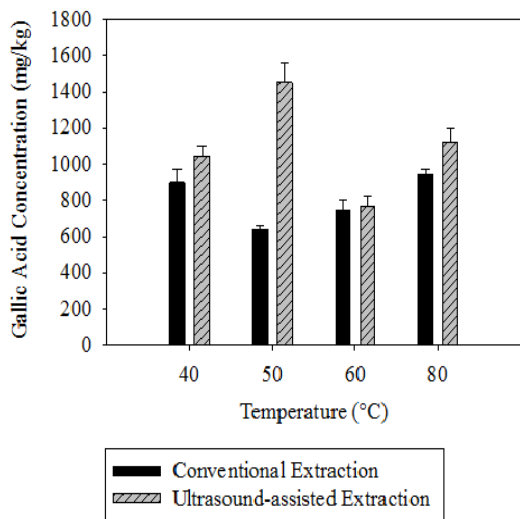 Gallic Acid Concentration (mg/kg)
1800
1600
1400
1200
1000
800
600
400
200
0
40 50 60 80
Temperature (°C)
Conventional Extraction
Ultrasound-assisted Extraction